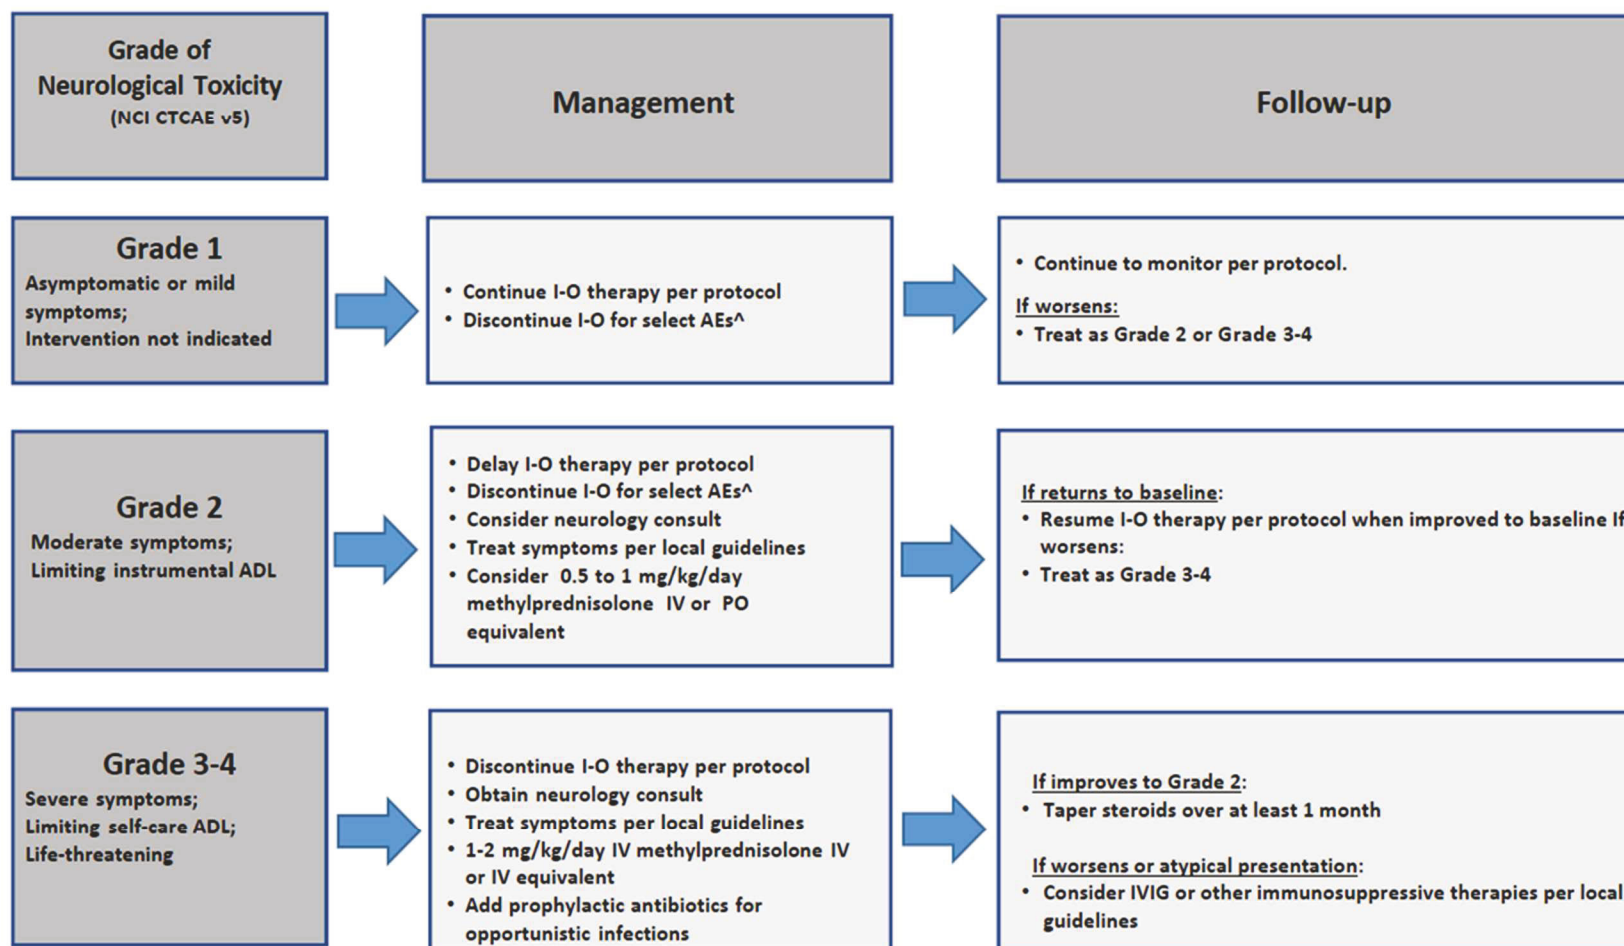 Grade of
Neurological Toxicity
(NCI CTCAE v5)
Management
Follow-up
Grade 1
Asymptomatic or mild
symptoms;
Intervention not indicated
• Continue I-O therapy per protocol
• Discontinue I-O for select AEs^
• Continue to monitor per protocol.
If worsens:
• Treat as Grade 2 or Grade 3-4
Grade 2
Moderate symptoms;
Limiting instrumental ADL
• Delay I-O therapy per protocol
• Discontinue I-O for select AEs^
• Consider neurology consult
• Treat symptoms per local guidelines
• Consider 0.5 to 1 mg/kg/day
methylprednisolone IV or PO
equivalent
If returns to baseline:
• Resume I-O therapy per protocol when improved to baseline If
worsens:
• Treat as Grade 3-4
Grade 3-4
Severe symptoms;
Limiting self-care ADL;
Life-threatening
• Discontinue I-O therapy per protocol
• Obtain neurology consult
• Treat symptoms per local guidelines
• 1-2 mg/kg/day IV methylprednisolone IV
or IV equivalent
• Add prophylactic antibiotics for
opportunistic infections
If improves to Grade 2:
• Taper steroids over at least 1 month
If worsens or atypical presentation:
• Consider IVIG or other immunosuppressive therapies per local
guidelines